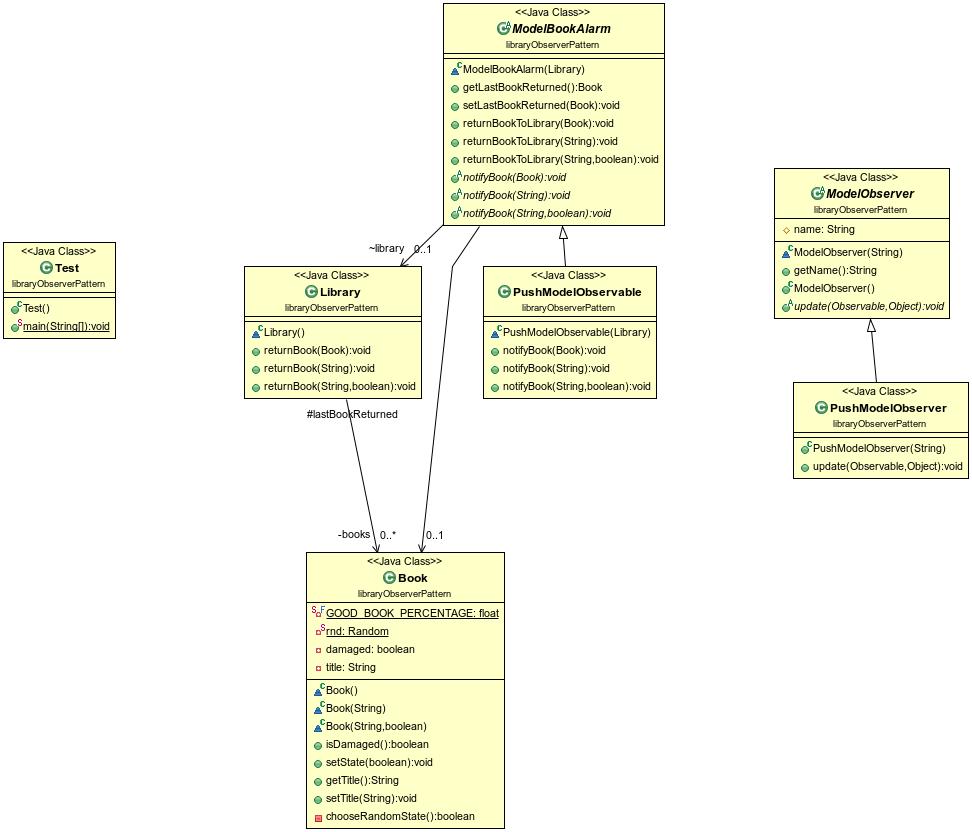 <<Java Class>>
ModelBookAlarm
libraryObserverPattern
ModelBookAlarm(Library)
getLastBookReturned():Book
setLastBookReturned(Book):void
returnBookToLibrary(Book):void
returnBookToLibrary(String):void
returnBookToLibrary(String,boolean):void
notifyBook(Book):void
notifyBook(String):void
notifyBook(String,boolean):void
<<Java Class>>
ModelObserver
libraryObserverPattern
name: String
ModelObserver(String)
getName():String
ModelObserver()
update(Observable,Object):void
<<Java Class>>
Test
libraryObserverPattern
Test()
main(String[]):void
~library 0..1
<<Java Class>>
Library
libraryObserverPattern
Library()
returnBook(Book):void
returnBook(String):void
returnBook(String,boolean):void
<<Java Class>>
PushModelObservable
libraryObserverPattern
PushModelObservable(Library)
notifyBook(Book):void
notifyBook(String):void
notifyBook(String,boolean):void
<<Java Class>>
PushModelObserver
libraryObserverPattern
PushModelObserver(String)
update(Observable,Object):void
#lastBookReturned
-books 0..* 0..1
<<Java Class>>
Book
libraryObserverPattern
GOOD_BOOK_PERCENTAGE: float
rnd: Random
damaged: boolean
title: String
Book()
Book(String)
Book(String,boolean)
isDamaged():boolean
setState(boolean):void
getTitle():String
setTitle(String):void
chooseRandomState():boolean